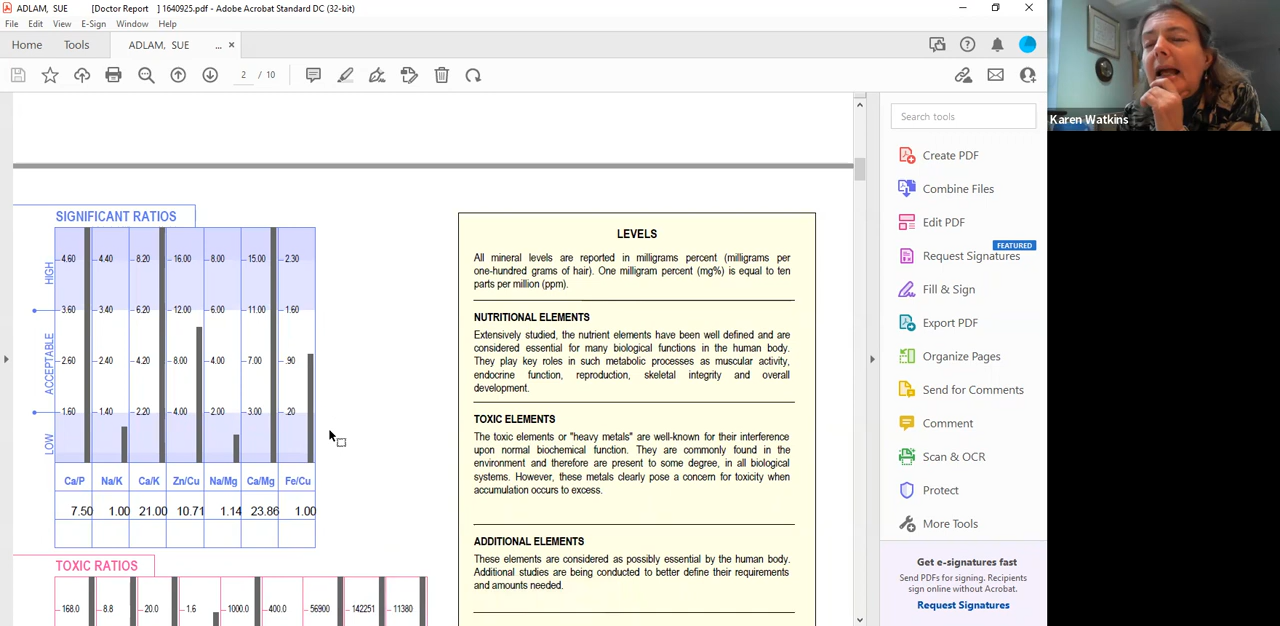 ADLAM, SUE [Doctor Report ] 1640925.pdf - Adobe Acrobat Standard DC (32-bit)
File Edit View E-Sign Window Help
Home Tools ADLAM, SUE ... ×
2 / 10
Karen Watkins
Search tools
Create PDF
Combine Files
Edit PDF
FEATURED
Request Signatures
Fill & Sign
Export PDF
Organize Pages
Send for Comments
Comment
Scan & OCR
Protect
More Tools
Get e-signatures fast
Send PDFs for signing. Recipients
sign online without Acrobat.
Request Signatures
SIGNIFICANT RATIOS
HIGH
ACCEPTABLE
LOW
4.60 4.40 8.20 16.00 8.00 15.00 2.30
3.60 3.40 6.20 12.00 6.00 11.00 1.60
2.60 2.40 4.20 8.00 4.00 7.00 .90
1.60 1.40 2.20 4.00 2.00 3.00 .20
Ca/P Na/K Ca/K Zn/Cu Na/Mg Ca/Mg Fe/Cu
7.50 1.00 21.00 10.71 1.14 23.86 1.00
TOXIC RATIOS
168.0 8.8 20.0 1.6 1000.0 400.0 56900 142251 11380
LEVELS
All mineral levels are reported in milligrams percent (milligrams per
one-hundred grams of hair). One milligram percent (mg%) is equal to ten
parts per million (ppm).
NUTRITIONAL ELEMENTS
Extensively studied, the nutrient elements have been well defined and are
considered essential for many biological functions in the human body.
They play key roles in such metabolic processes as muscular activity,
endocrine function, reproduction, skeletal integrity and overall
development.
TOXIC ELEMENTS
The toxic elements or "heavy metals" are well-known for their interference
upon normal biochemical function. They are commonly found in the
environment and therefore are present to some degree, in all biological
systems. However, these metals clearly pose a concern for toxicity when
accumulation occurs to excess.
ADDITIONAL ELEMENTS
These elements are considered as possibly essential by the human body.
Additional studies are being conducted to better define their requirements
and amounts needed.